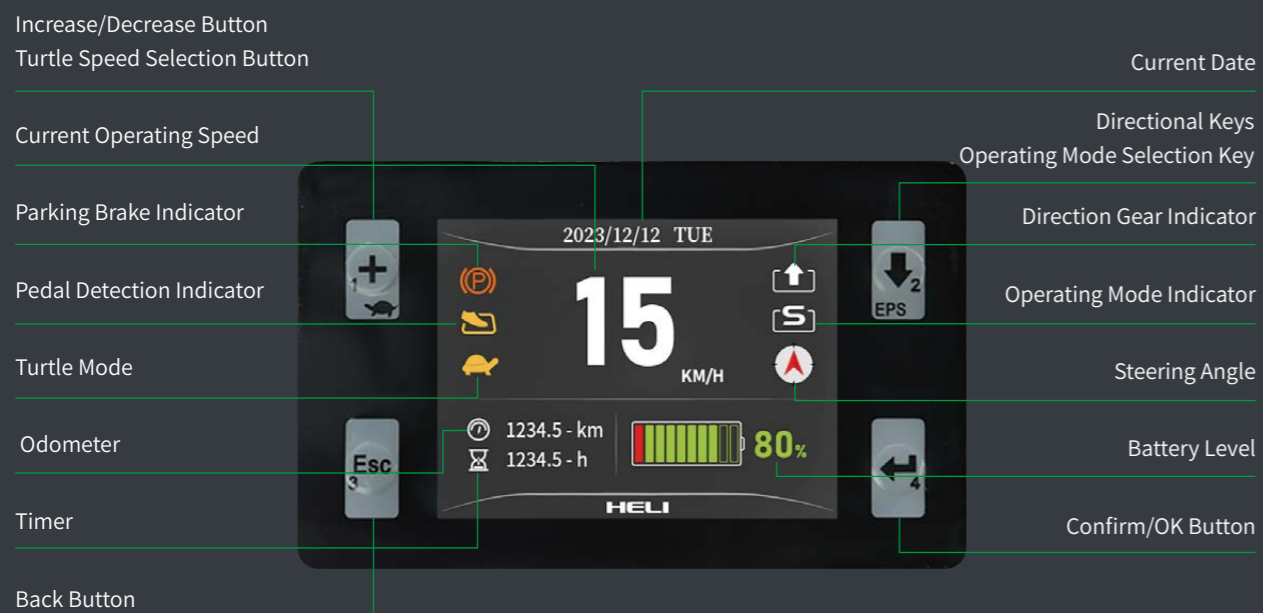 Increase/Decrease Button
Turtle Speed Selection Button
Current Operating Speed
Parking Brake Indicator
Pedal Detection Indicator
Turtle Mode
Odometer
Timer
Back Button
1
+
Esc
3
2023/12/12 TUE
(P)
15
KM/H
S
1234.5 - km
1234.5 - h
80%
HELI
2
EPS
4
Current Date
Directional Keys
Operating Mode Selection Key
Direction Gear Indicator
Operating Mode Indicator
Steering Angle
Battery Level
Confirm/OK Button